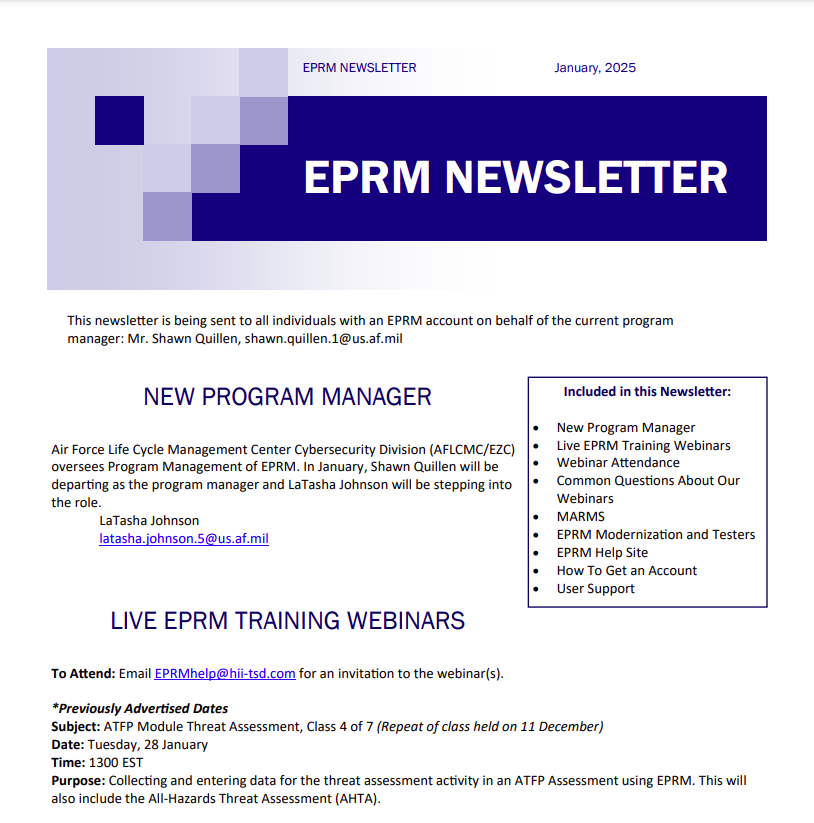 EPRM NEWSLETTER January, 2025
EPRM NEWSLETTER
This newsletter is being sent to all individuals with an EPRM account on behalf of the current program
manager: Mr. Shawn Quillen, shawn.quillen.1@us.af.mil
NEW PROGRAM MANAGER
Air Force Life Cycle Management Center Cybersecurity Division (AFLCMC/EZC)
oversees Program Management of EPRM. In January, Shawn Quillen will be
departing as the program manager and LaTasha Johnson will be stepping into
the role.
LaTasha Johnson
latasha.johnson.5@us.af.mil
Included in this Newsletter:
• New Program Manager
• Live EPRM Training Webinars
• Webinar Attendance
• Common Questions About Our
Webinars
• MARMS
• EPRM Modernization and Testers
• EPRM Help Site
• How To Get an Account
• User Support
LIVE EPRM TRAINING WEBINARS
To Attend: Email EPRMhelp@hii-tsd.com for an invitation to the webinar(s).
*Previously Advertised Dates
Subject: ATFP Module Threat Assessment, Class 4 of 7 (Repeat of class held on 11 December)
Date: Tuesday, 28 January
Time: 1300 EST
Purpose: Collecting and entering data for the threat assessment activity in an ATFP Assessment using EPRM. This will
also include the All-Hazards Threat Assessment (AHTA).